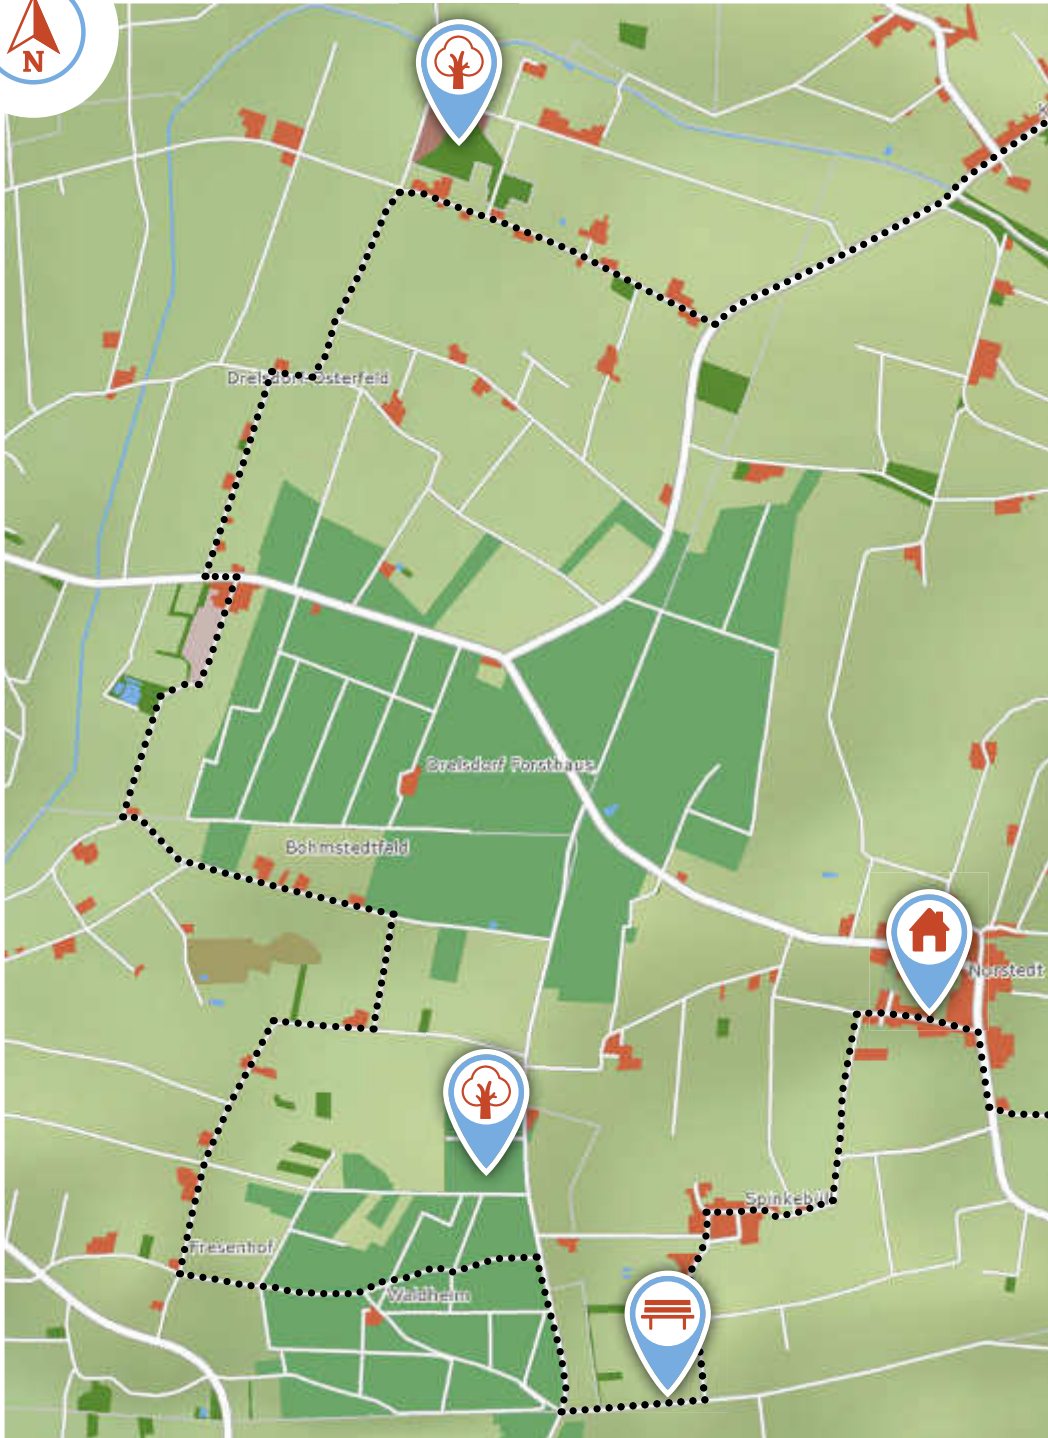 N
Drelsdorf-Osterfeld
Drelsdorf Forsthaus
Bohmstedtfeld
Norstedt
Spinkebüll
Fresenhof
Waldheim